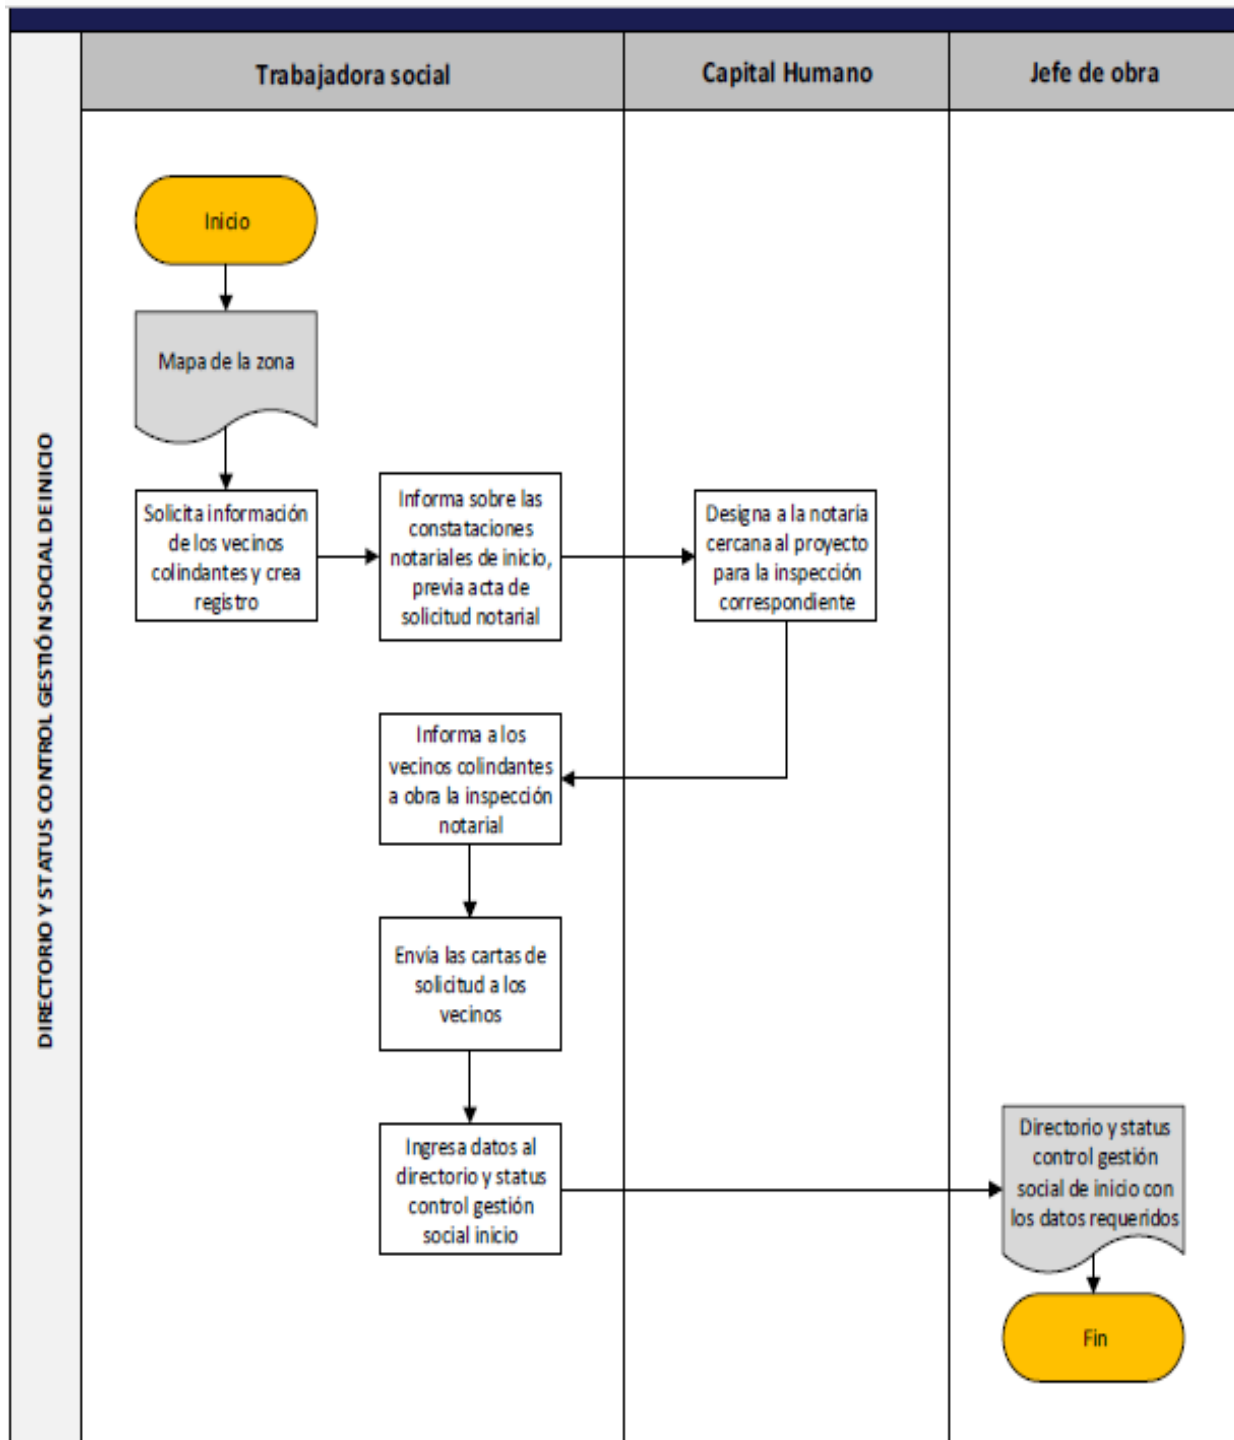 Trabajadora social
Capital Humano
Jefe de obra
DIRECTORIO Y STATUS CONTROL GESTIÓN SOCIAL DE INICIO
Inicio
Mapa de la zona
Solicita información
de los vecinos
colindantes y crea
registro
Informa sobre las
constataciones
notariales de inicio,
previa acta de
solicitud notarial
Designa a la notaría
cercana al proyecto
para la inspección
correspondiente
Informa a los
vecinos colindantes
a obra la inspección
notarial
Envía las cartas de
solicitud a los
vecinos
Ingresa datos al
directorio y status
control gestión
social inicio
Directorio y status
control gestión
social de inicio con
los datos requeridos
Fin